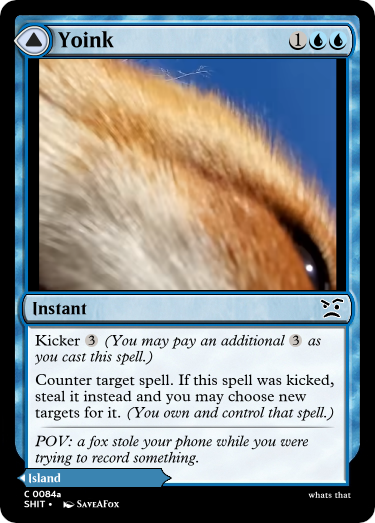 Yoink 1
Instant
Kicker 3 (You may pay an additional 3 as
you cast this spell.)
Counter target spell. If this spell was kicked,
steal it instead and you may choose new
targets for it. (You own and control that spell.)
POV: a fox stole your phone while you were
trying to record something.
Island
C 0084a
SHIT • SaveAFox
whats that